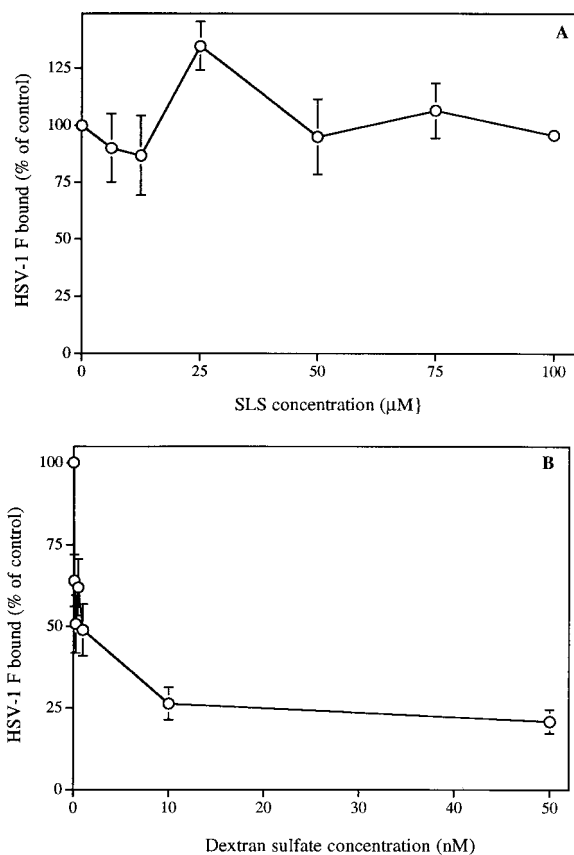 A
HSV-1 F bound (% of control)
125
100
75
50
25
0
0 25 50 75 100
SLS concentration (µM}
B
HSV-1 F bound (% of control)
100
75
50
25
0
0 10 20 30 40 50
Dextran sulfate concentration (nM)